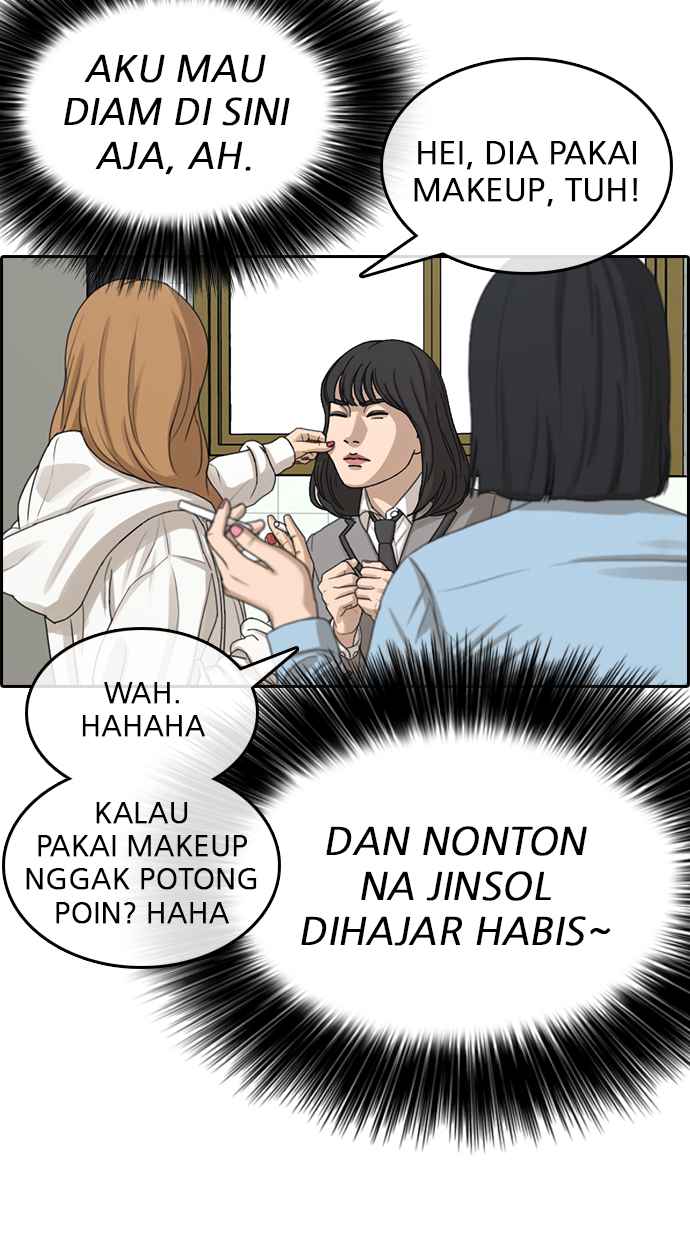 AKU MAU
DIAM DI SINI
AJA, AH.
HEI, DIA PAKAI
MAKEUP, TUH!
WAH.
HAHAHA
KALAU
PAKAI MAKEUP
NGGAK POTONG
POIN? HAHA
DAN NONTON
NA JINSOL
DIHAJAR HABIS~